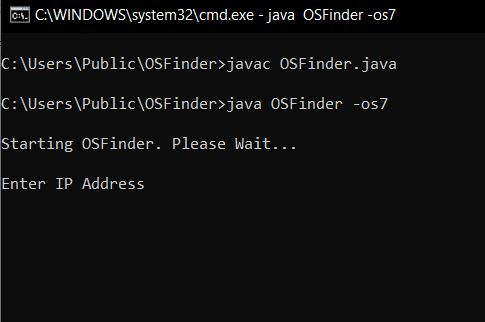 C:\WINDOWS\system32\cmd.exe - java  OSFinder -os7
C:\Users\Public\OSFinder>javac OSFinder.java
C:\Users\Public\OSFinder>java OSFinder -os7
Starting OSFinder. Please Wait...
Enter IP Address